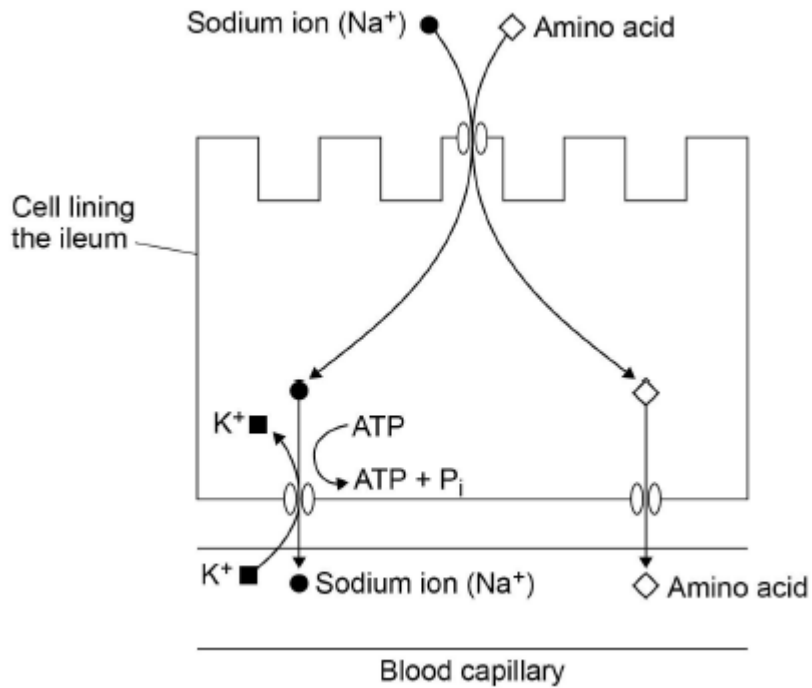 Sodium ion (Na⁺)
Amino acid
Cell lining
the ileum
K⁺
ATP
ATP + Pᵢ
K⁺
Sodium ion (Na⁺)
Amino acid
Blood capillary